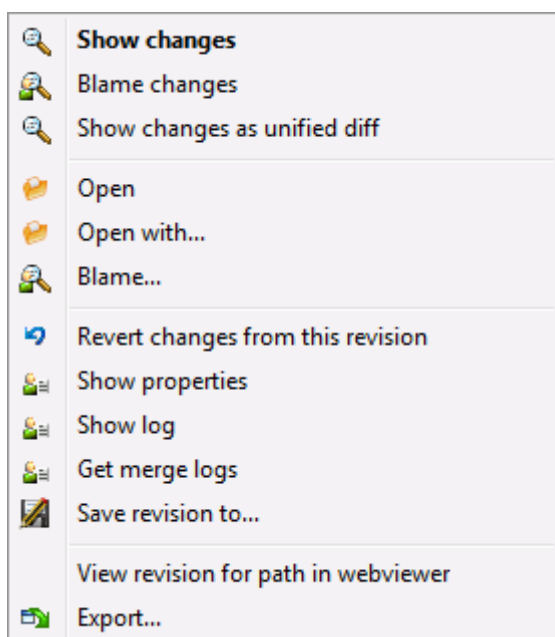 Show changes
Blame changes
Show changes as unified diff
Open
Open with...
Blame...
Revert changes from this revision
Show properties
Show log
Get merge logs
Save revision to...
View revision for path in webviewer
Export...